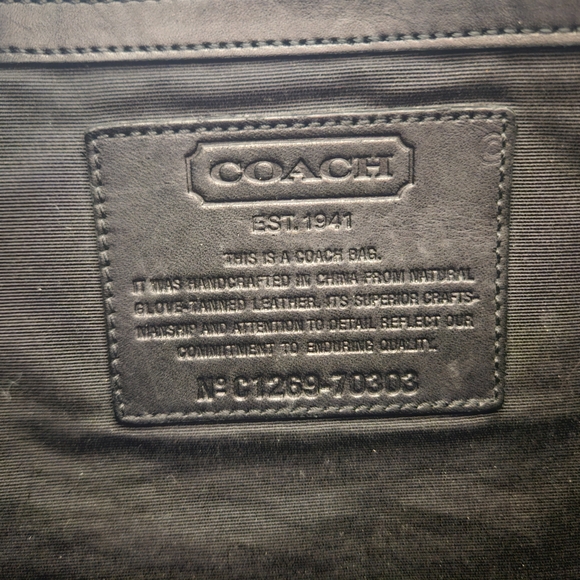 COACH
EST. 1941
THIS IS A COACH BAG.
IT WAS HANDCRAFTED IN CHINA FROM NATURAL
GLOVE-TANNED LEATHER. ITS SUPERIOR CRAFTS-
MANSHIP AND ATTENTION TO DETAIL REFLECT OUR
COMMITMENT TO ENDURING QUALITY.
Nº C1269-70303